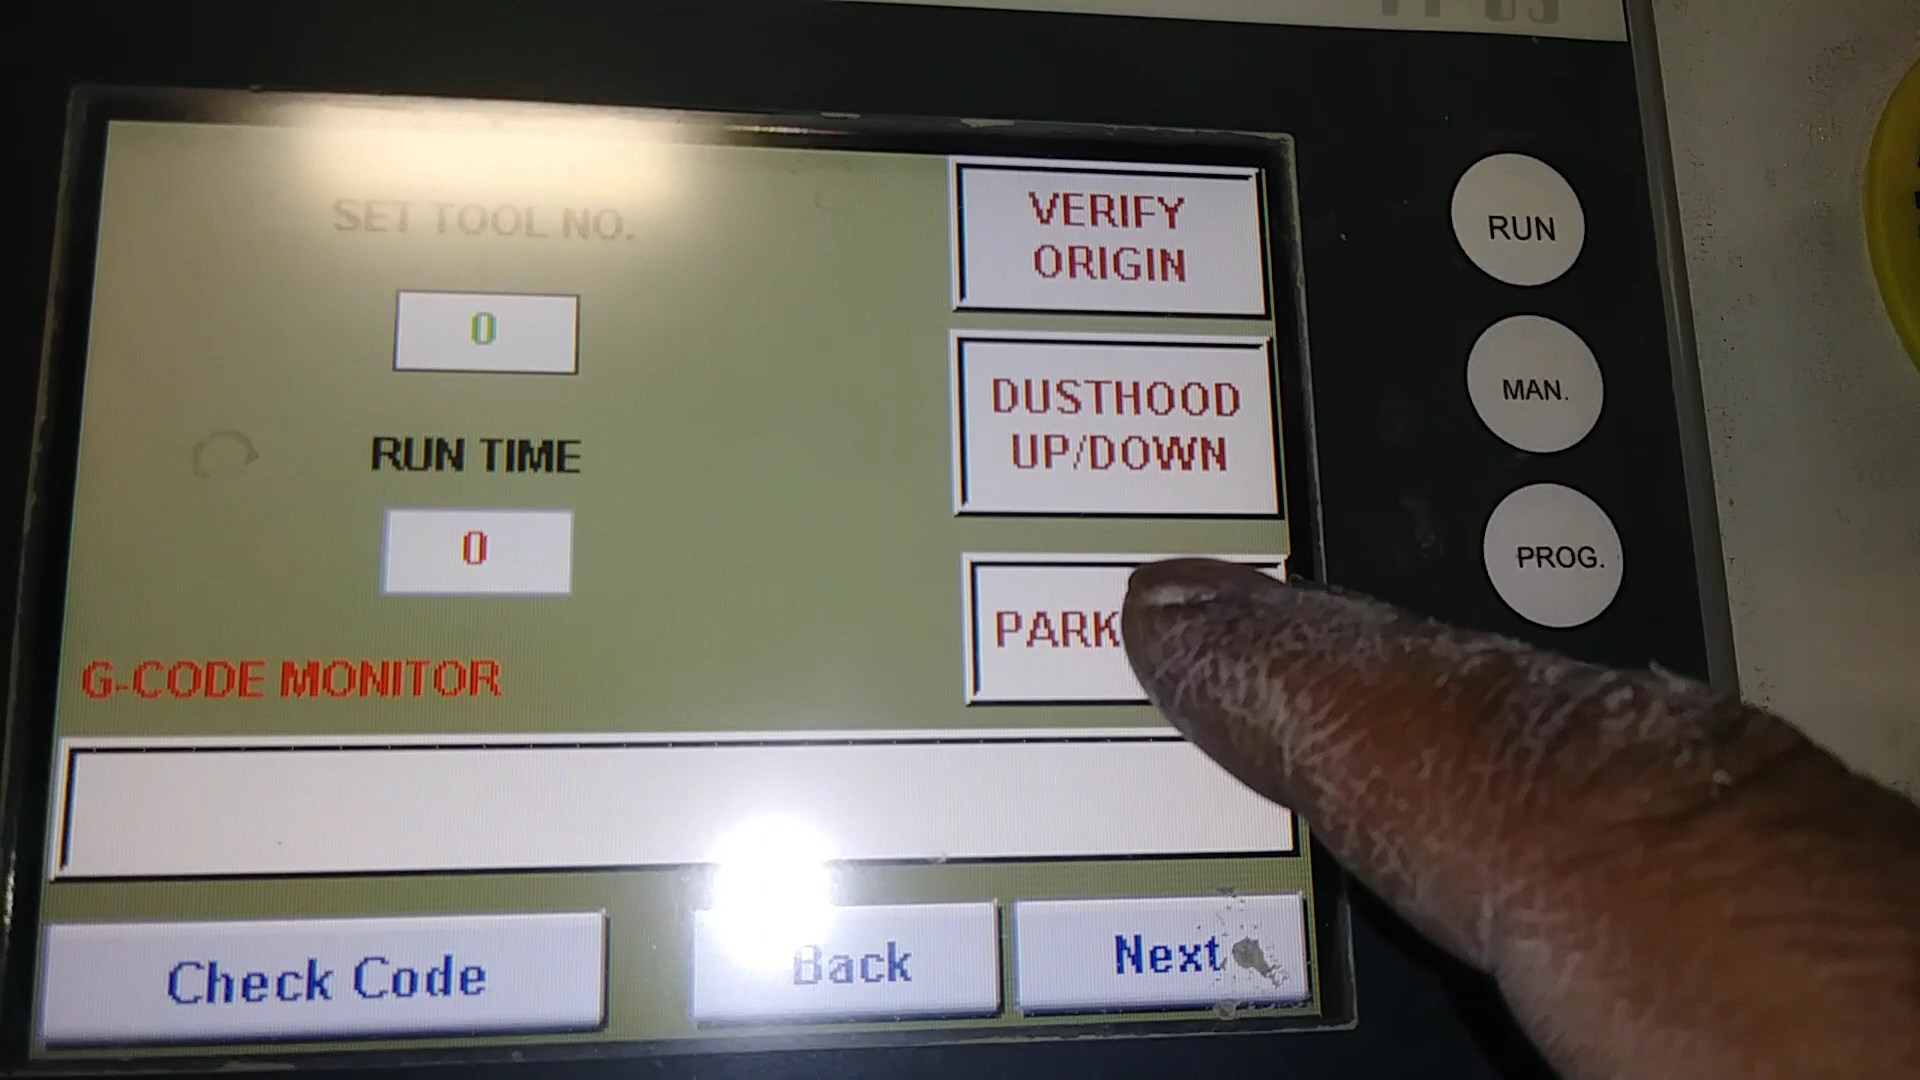 SET TOOL NO.
0
RUN TIME
0
G-CODE MONITOR
VERIFY
ORIGIN
DUSTHOOD
UP/DOWN
PARK
Check Code
Back
Next
RUN
MAN.
PROG.